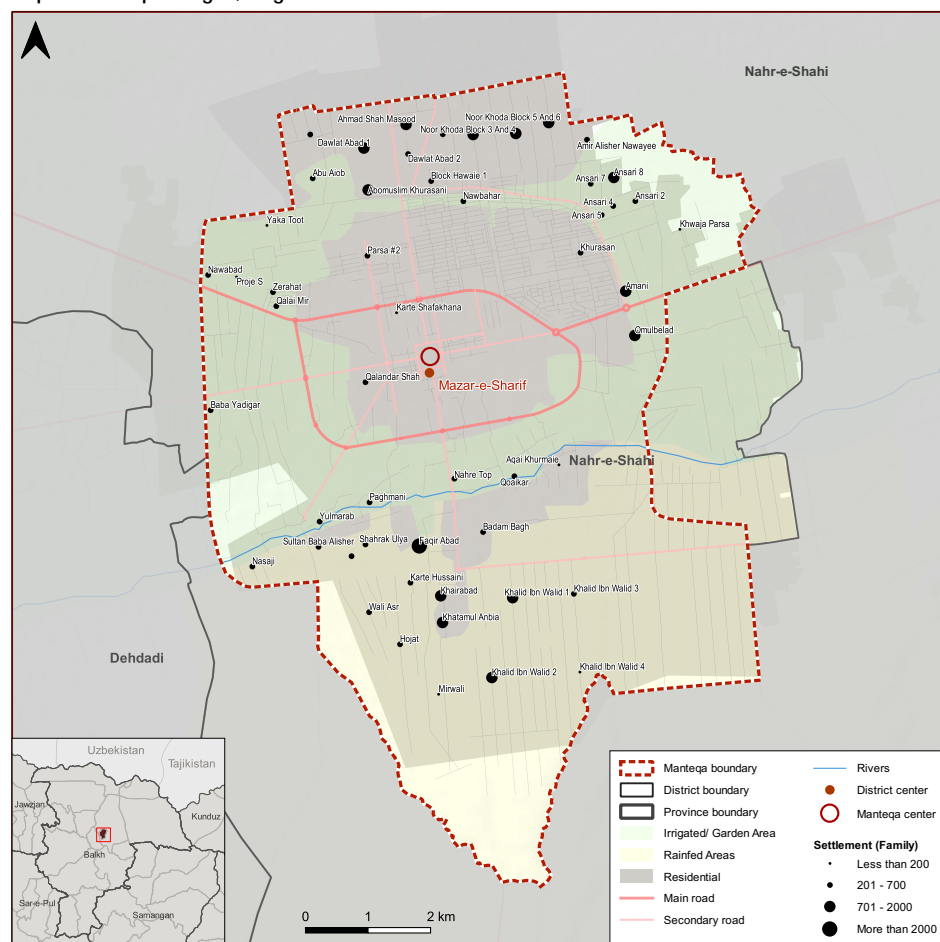 Nahr-e-Shahi
Ahmad Shah Masood
Noor Khoda Block 5 And 6
Noor Khoda Block 3 And 4
Dawlat Abad 1
Amir Alisher Nawayee
Dawlat Abad 2
Abu Aiob
Block Hawaie 1
Ansari 7
Ansari 8
Abomuslim Khurasani
Nawbahar
Ansari 4
Ansari 2
Ansari 5
Yaka Toot
Khwaja Parsa
Parsa #2
Khurasan
Nawabad
Proje S
Zerahat
Amani
Qalai Mir
Karte Shafakhana
Omulbelad
Qalandar Shah
Mazar-e-Sharif
Baba Yadigar
Aqai Khurmaie
Nahr-e-Shahi
Nahre Top
Qoaikar
Paghmani
Yulmarab
Badam Bagh
Sultan Baba Alisher
Shahrak Ulya
Faqir Abad
Nasaji
Karte Hussaini
Khairabad
Khalid Ibn Walid 1
Khalid Ibn Walid 3
Wali Asr
Khatamul Anbia
Hojat
Dehdadi
Khalid Ibn Walid 2
Khalid Ibn Walid 4
Mirwali
Uzbekistan
Tajikistan
Jawzjan
Kunduz
Balkh
Sar-e-Pul
Samangan
0 1 2 km
Manteqa boundary
District boundary
Province boundary
Irrigated/ Garden Area
Rainfed Areas
Residential
Main road
Secondary road
Rivers
District center
Manteqa center
Settlement (Family)
Less than 200
201 - 700
701 - 2000
More than 2000